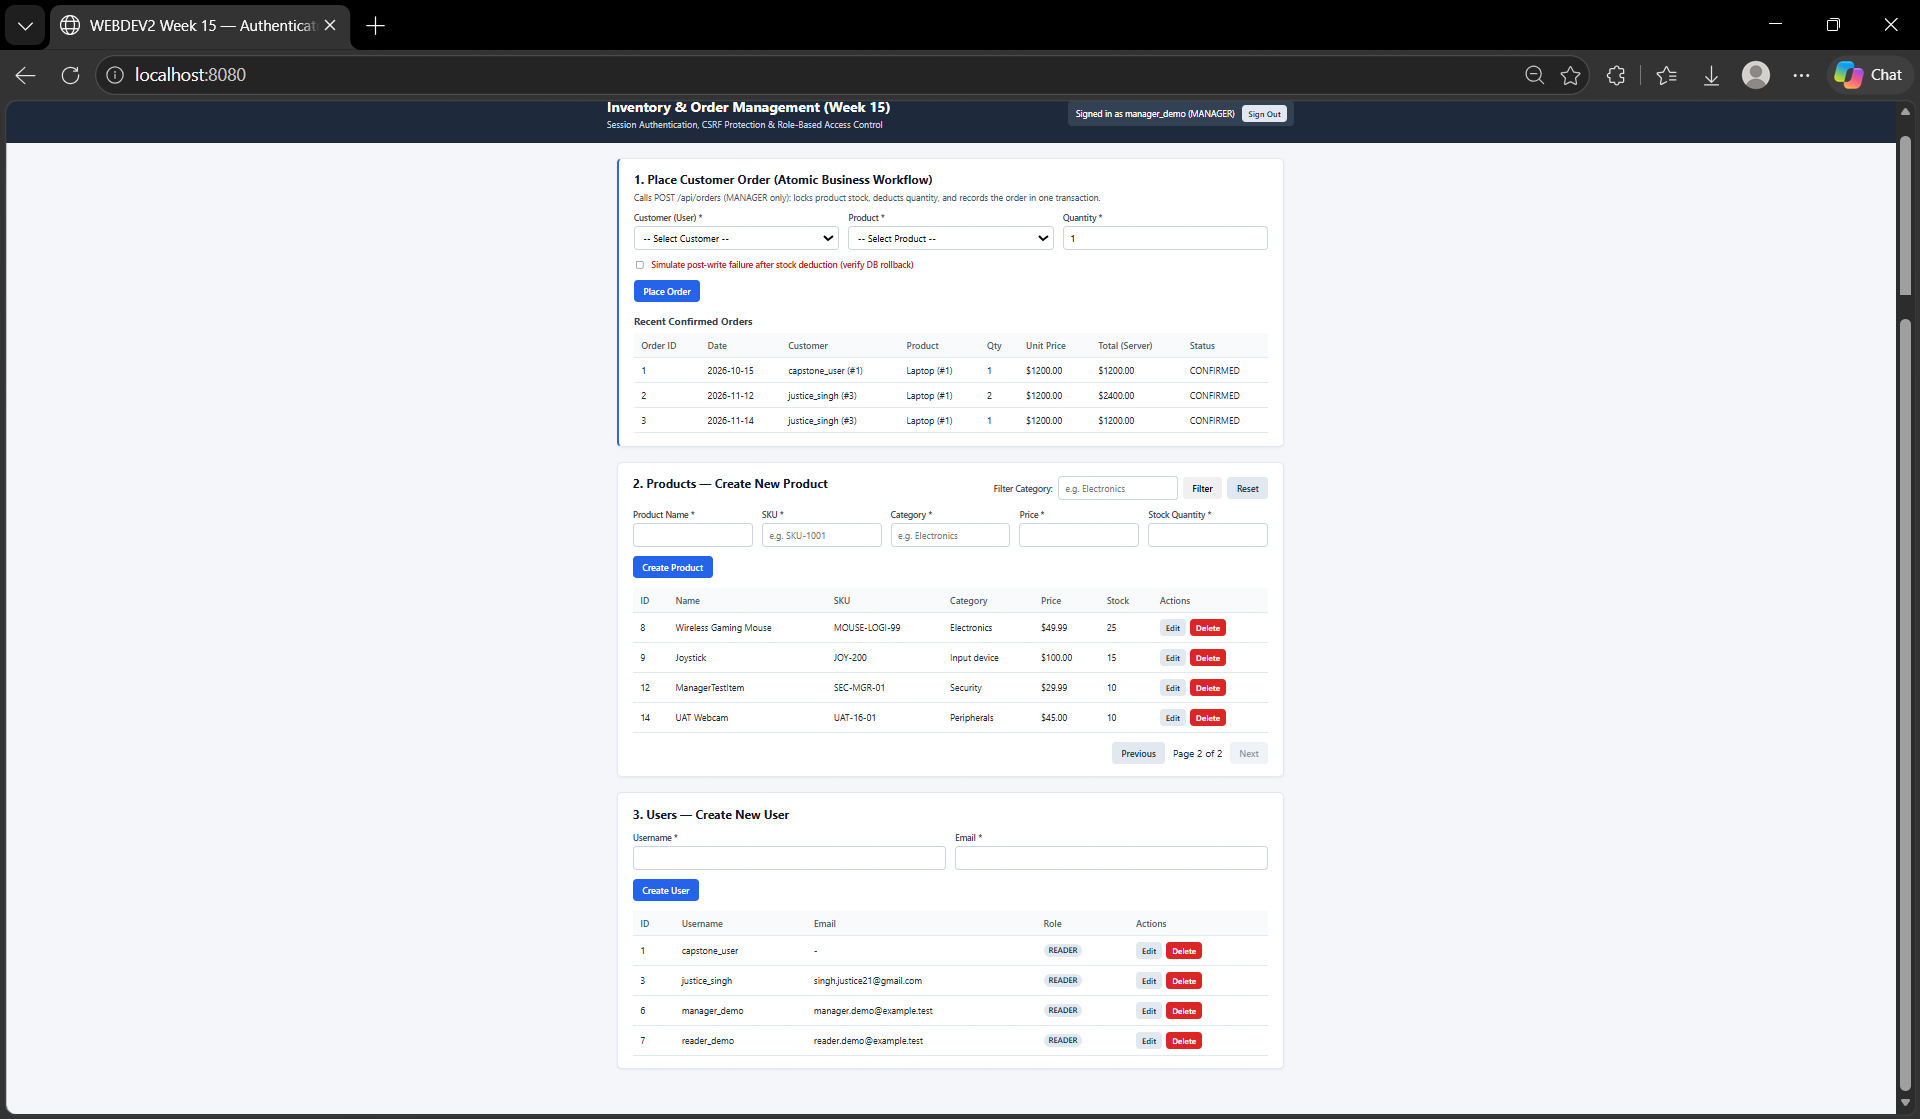 WEBDEV2 Week 15 — Authenticat
localhost:8080
Chat
Inventory & Order Management (Week 15)
Session Authentication, CSRF Protection & Role-Based Access Control
Signed in as manager_demo (MANAGER) Sign Out
1. Place Customer Order (Atomic Business Workflow)
Calls POST /api/orders (MANAGER only): locks product stock, deducts quantity, and records the order in one transaction.
Customer (User) * Product * Quantity *
-- Select Customer -- -- Select Product -- 1
Simulate post-write failure after stock deduction (verify DB rollback)
Place Order
Recent Confirmed Orders
Order ID Date Customer Product Qty Unit Price Total (Server) Status
1 2026-10-15 capstone_user (#1) Laptop (#1) 1 $1200.00 $1200.00 CONFIRMED
2 2026-11-12 justice_singh (#3) Laptop (#1) 2 $1200.00 $2400.00 CONFIRMED
3 2026-11-14 justice_singh (#3) Laptop (#1) 1 $1200.00 $1200.00 CONFIRMED
2. Products — Create New Product
Filter Category: e.g. Electronics Filter Reset
Product Name * SKU * Category * Price * Stock Quantity *
e.g. SKU-1001 e.g. Electronics
Create Product
ID Name SKU Category Price Stock Actions
8 Wireless Gaming Mouse MOUSE-LOGI-99 Electronics $49.99 25 Edit Delete
9 Joystick JOY-200 Input device $100.00 15 Edit Delete
12 ManagerTestItem SEC-MGR-01 Security $29.99 10 Edit Delete
14 UAT Webcam UAT-16-01 Peripherals $45.00 10 Edit Delete
Previous Page 2 of 2 Next
3. Users — Create New User
Username * Email *
Create User
ID Username Email Role Actions
1 capstone_user - READER Edit Delete
3 justice_singh singh.justice21@gmail.com READER Edit Delete
6 manager_demo manager.demo@example.test READER Edit Delete
7 reader_demo reader.demo@example.test READER Edit Delete